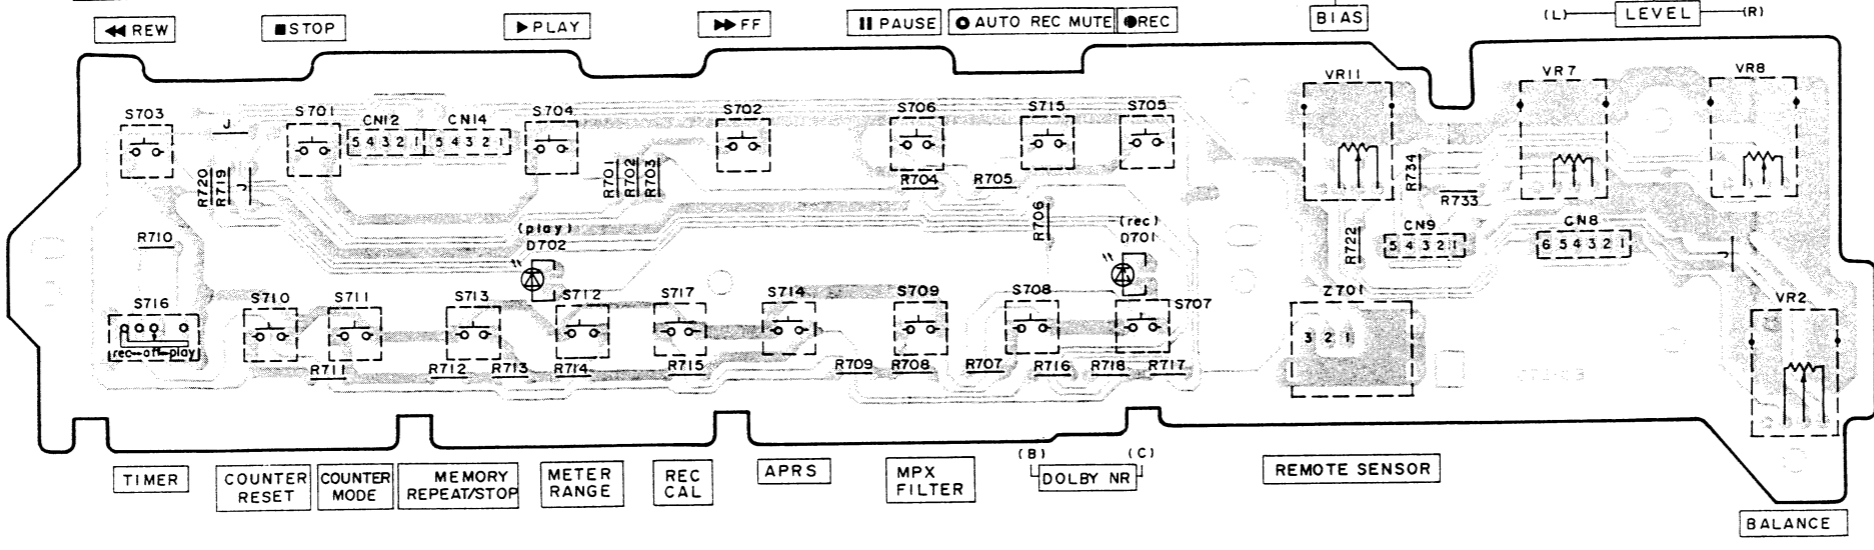 ◀◀ REW
■ STOP
▶ PLAY
▶▶ FF
❚❚ PAUSE
AUTO REC MUTE
● REC
BIAS
(L) LEVEL (R)
S703
J
S701
CN12
5 4 3 2 1
CN14
5 4 3 2 1
S704
S702
S706
S715
S705
VR11
VR7
VR8
R720
R719
J
R701
R702
R703
R704
R705
R706
R734
R733
R722
CN9
5 4 3 2 1
CN8
6 5 4 3 2 1
J
R710
(play)
D702
(rec)
D701
S716
rec-off-play
S710
S711
S713
S712
S717
S714
S709
S708
S707
Z701
3 2 1
VR2
R711
R712
R713
R714
R715
R709
R708
R707
R716
R718
R717
TIMER
COUNTER
RESET
COUNTER
MODE
MEMORY
REPEAT/STOP
METER
RANGE
REC
CAL
APRS
MPX
FILTER
(B) (C)
DOLBY NR
REMOTE SENSOR
BALANCE